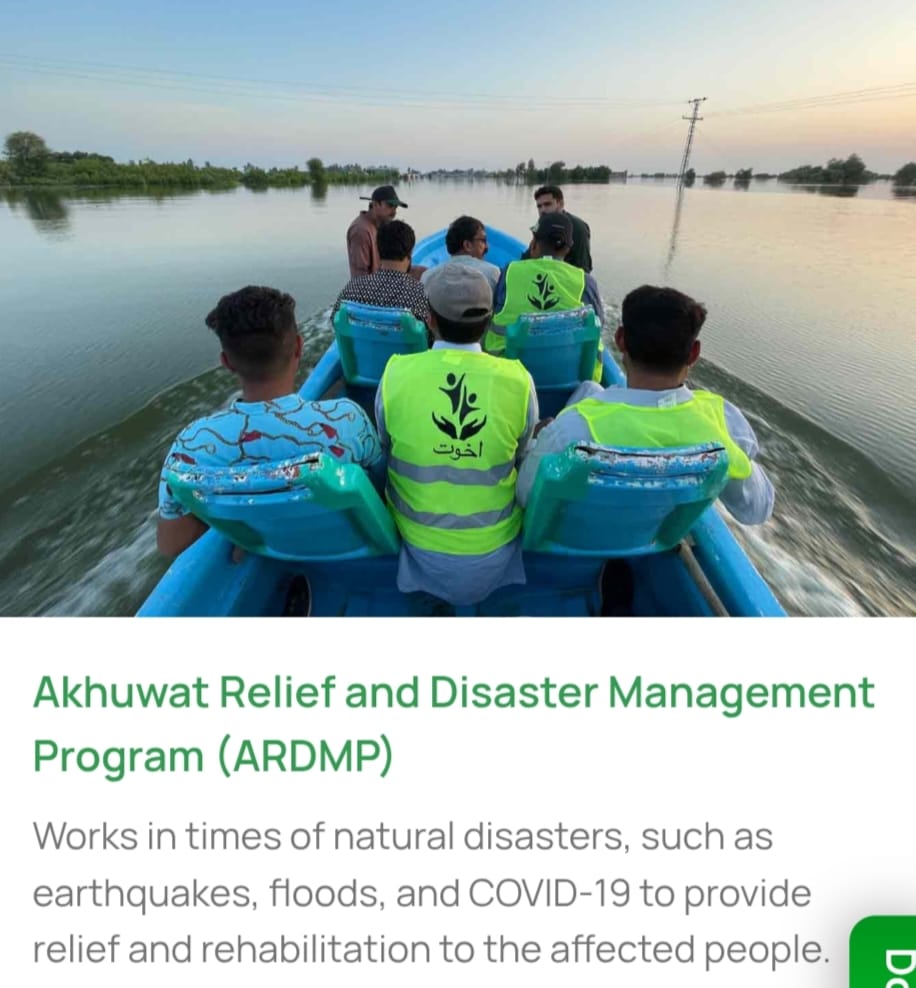 اخوت
Akhuwat Relief and Disaster Management
Program (ARDMP)
Works in times of natural disasters, such as
earthquakes, floods, and COVID-19 to provide
relief and rehabilitation to the affected people.